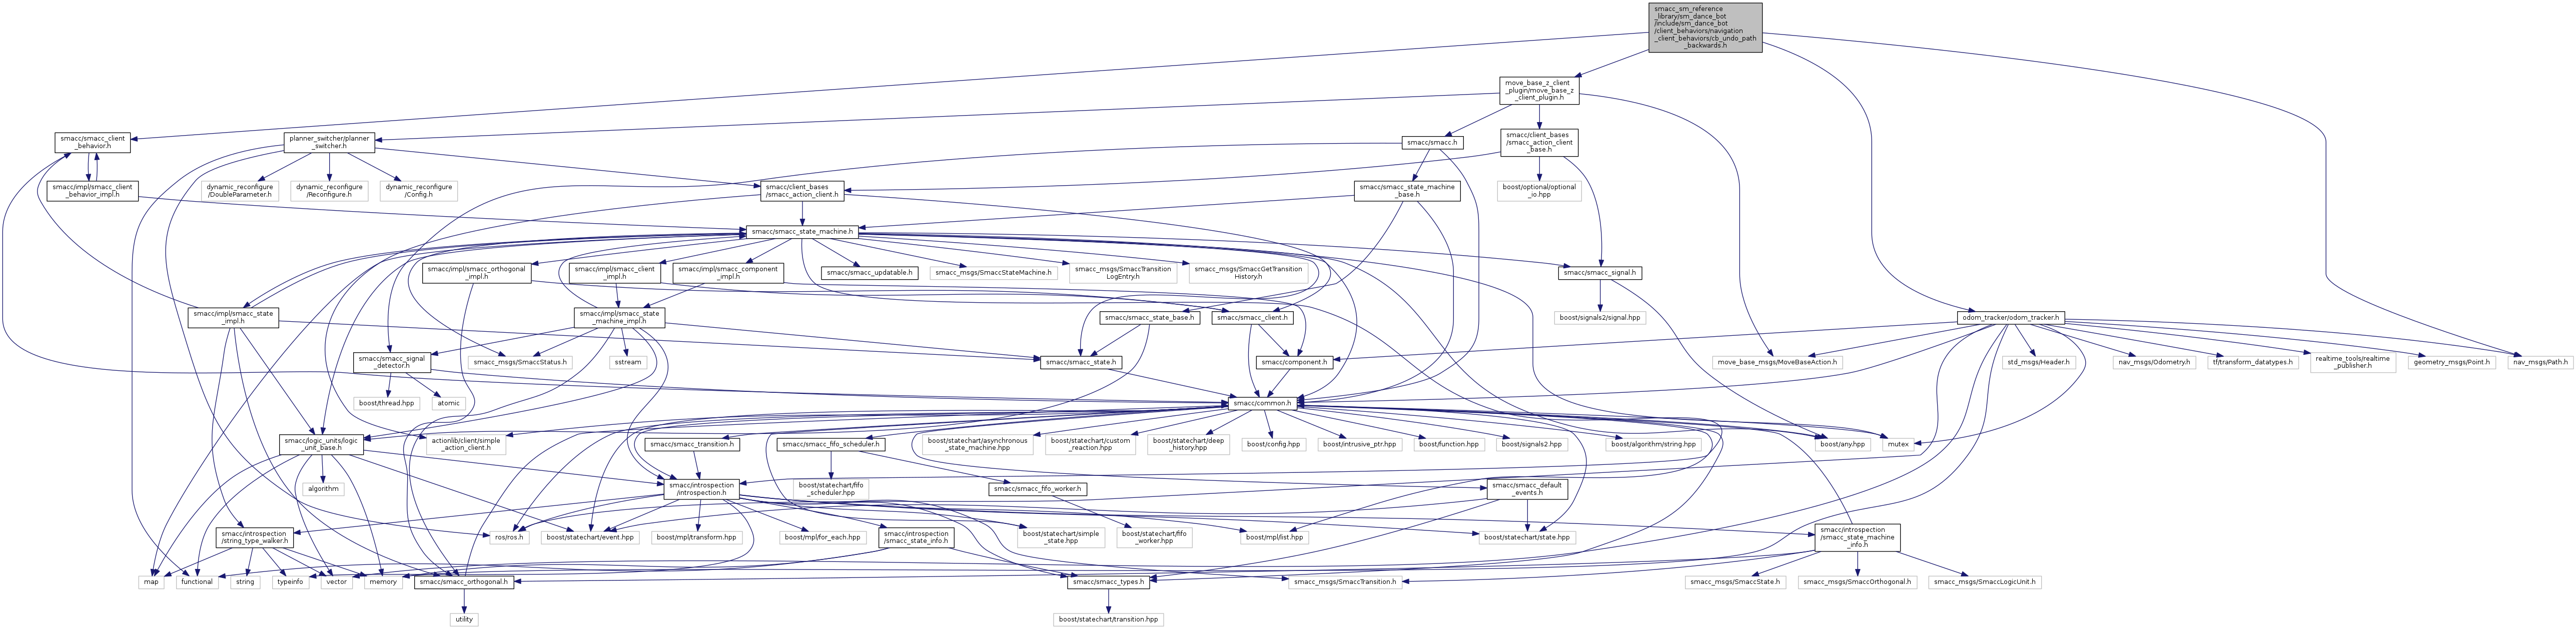 smacc_sm_reference
_library/sm_dance_bot
/include/sm_dance_bot
/client_behaviors/navigation
_client_behaviors/cb_undo_path
_backwards.h
move_base_z_client
_plugin/move_base_z
_client_plugin.h
smacc/smacc_client
_behavior.h
planner_switcher/planner
_switcher.h
smacc/smacc.h
smacc/client_bases
/smacc_action_client
_base.h
smacc/impl/smacc_client
_behavior_impl.h
dynamic_reconfigure
/DoubleParameter.h
dynamic_reconfigure
/Reconfigure.h
dynamic_reconfigure
/Config.h
smacc/client_bases
/smacc_action_client.h
smacc/smacc_state_machine
_base.h
boost/optional/optional
_io.hpp
smacc/smacc_state_machine.h
smacc/impl/smacc_orthogonal
_impl.h
smacc/impl/smacc_client
_impl.h
smacc/impl/smacc_component
_impl.h
smacc/smacc_updatable.h
smacc_msgs/SmaccStateMachine.h
smacc_msgs/SmaccTransition
LogEntry.h
smacc_msgs/SmaccGetTransition
History.h
smacc/smacc_signal.h
smacc/impl/smacc_state
_impl.h
smacc/impl/smacc_state
_machine_impl.h
smacc/smacc_state_base.h
smacc/smacc_client.h
boost/signals2/signal.hpp
odom_tracker/odom_tracker.h
smacc/smacc_signal
_detector.h
smacc_msgs/SmaccStatus.h
sstream
smacc/smacc_state.h
smacc/component.h
move_base_msgs/MoveBaseAction.h
std_msgs/Header.h
nav_msgs/Odometry.h
tf/transform_datatypes.h
realtime_tools/realtime
_publisher.h
geometry_msgs/Point.h
nav_msgs/Path.h
boost/thread.hpp
atomic
smacc/common.h
smacc/logic_units/logic
_unit_base.h
actionlib/client/simple
_action_client.h
smacc/smacc_transition.h
smacc/smacc_fifo_scheduler.h
boost/statechart/asynchronous
_state_machine.hpp
boost/statechart/custom
_reaction.hpp
boost/statechart/deep
_history.hpp
boost/config.hpp
boost/intrusive_ptr.hpp
boost/function.hpp
boost/signals2.hpp
boost/algorithm/string.hpp
boost/any.hpp
mutex
algorithm
smacc/introspection
/introspection.h
boost/statechart/fifo
_scheduler.hpp
smacc/smacc_fifo_worker.h
smacc/smacc_default
_events.h
smacc/introspection
/string_type_walker.h
ros/ros.h
boost/statechart/event.hpp
boost/mpl/transform.hpp
boost/mpl/for_each.hpp
smacc/introspection
/smacc_state_info.h
boost/statechart/simple
_state.hpp
boost/statechart/fifo
_worker.hpp
boost/mpl/list.hpp
boost/statechart/state.hpp
smacc/introspection
/smacc_state_machine
_info.h
map
functional
string
typeinfo
vector
memory
smacc/smacc_orthogonal.h
smacc/smacc_types.h
smacc_msgs/SmaccTransition.h
smacc_msgs/SmaccState.h
smacc_msgs/SmaccOrthogonal.h
smacc_msgs/SmaccLogicUnit.h
utility
boost/statechart/transition.hpp